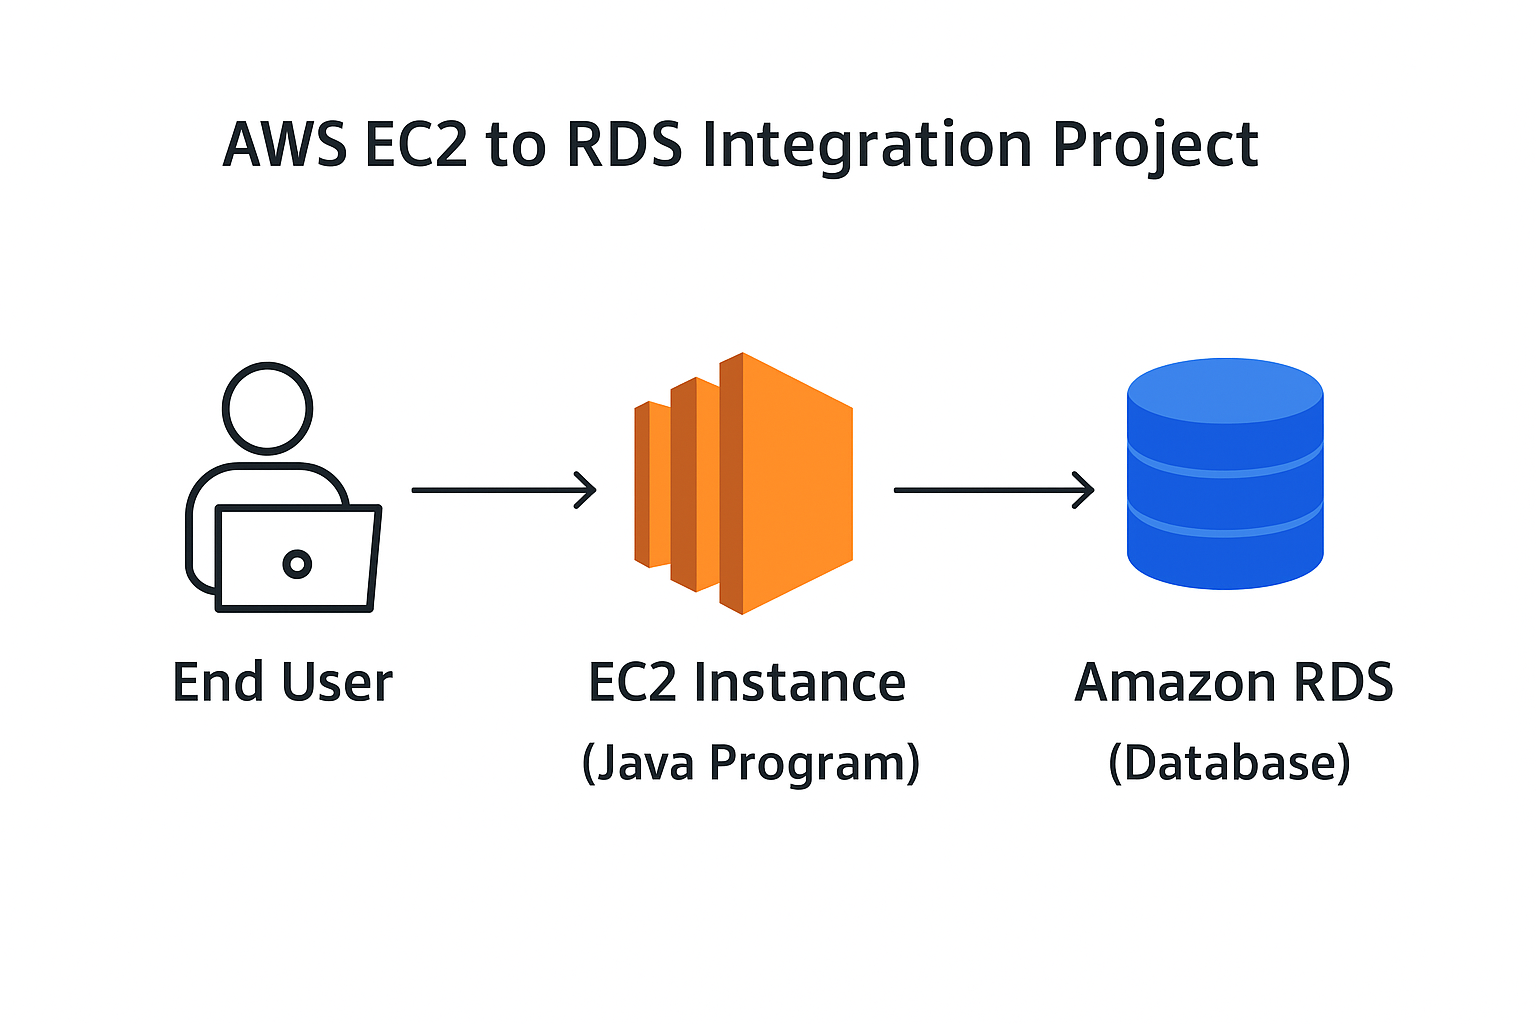 AWS EC2 to RDS Integration Project
End User
EC2 Instance
(Java Program)
Amazon RDS
(Database)